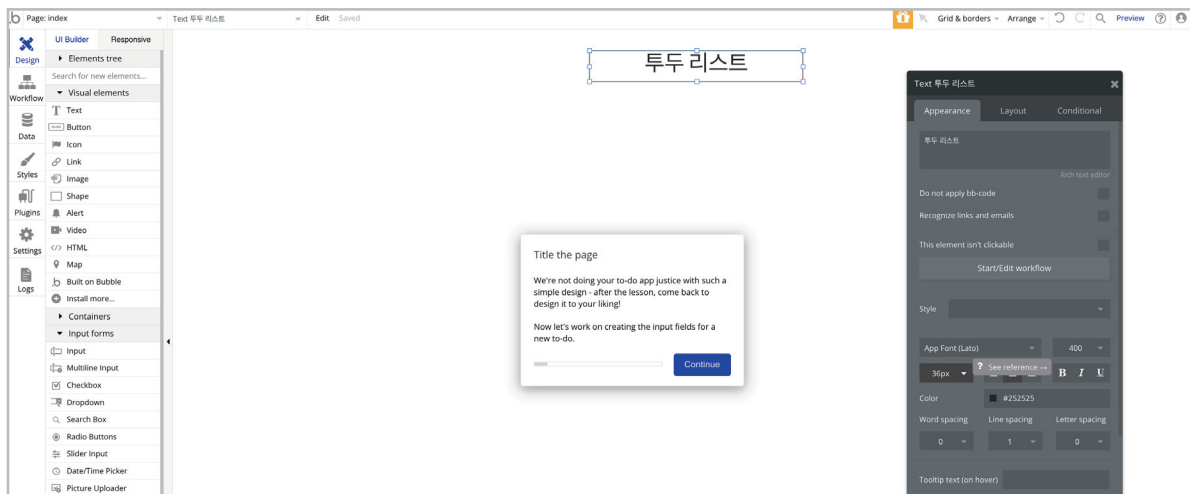 b Page: index
Text 투두 리스트
Edit Saved
Grid & borders
Arrange
Preview
UI Builder Responsive
Design
Workflow
Data
Styles
Plugins
Settings
Logs
Elements tree
Search for new elements...
Visual elements
Text
Button
Icon
Link
Image
Shape
Alert
Video
HTML
Map
Built on Bubble
Install more...
Containers
Input forms
Input
Multiline Input
Checkbox
Dropdown
Search Box
Radio Buttons
Slider Input
Date/Time Picker
Picture Uploader
투두 리스트
Title the page
We're not doing your to-do app justice with such a
simple design - after the lesson, come back to
design it to your liking!
Now let's work on creating the input fields for a
new to-do.
Continue
Text 투두 리스트
Appearance Layout Conditional
투두 리스트
Rich text editor
Do not apply bb-code
Recognize links and emails
This element isn't clickable
Start/Edit workflow
Style
App Font (Lato) 400
36px ? See reference → B I U
Color #252525
Word spacing Line spacing Letter spacing
0 1 0
Tooltip text (on hover)